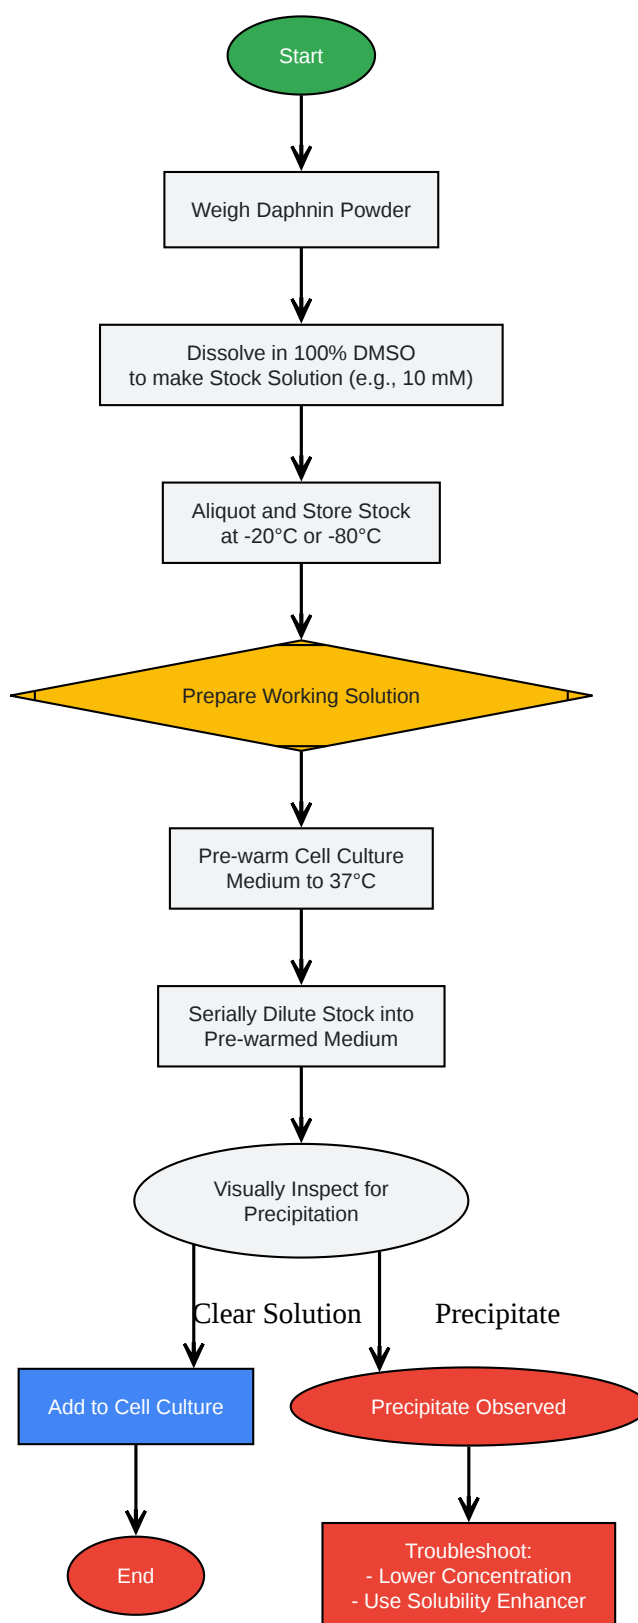 Start
Weigh Daphnin Powder
Dissolve in 100% DMSO
to make Stock Solution (e.g., 10 mM)
Aliquot and Store Stock
at -20°C or -80°C
Prepare Working Solution
Pre-warm Cell Culture
Medium to 37°C
Serially Dilute Stock into
Pre-warmed Medium
Visually Inspect for
Precipitation
Clear Solution
Precipitate
Add to Cell Culture
Precipitate Observed
End
Troubleshoot:
- Lower Concentration
- Use Solubility Enhancer